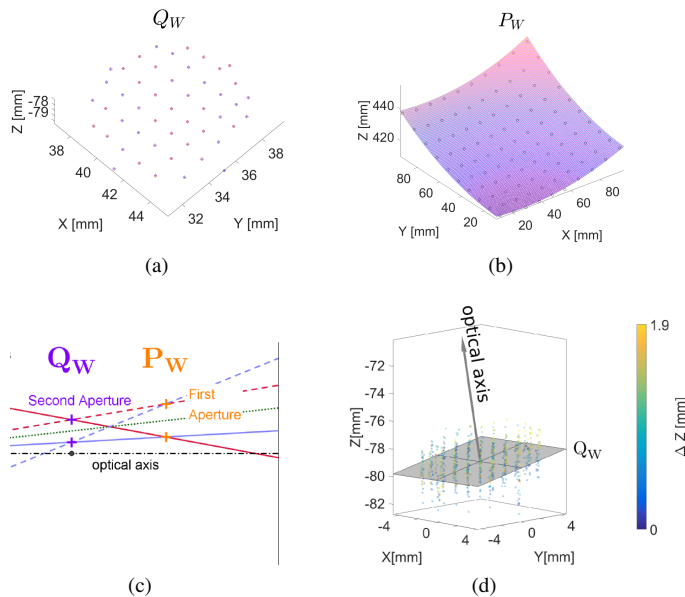 Q_W
P_W
Z [mm]
-78
-79
38
40
42
44
X [mm]
32
34
36
38
Y [mm]
(a)
Z [mm]
440
420
80
60
40
20
Y [mm]
20
40
60
80
X [mm]
(b)
Q_W
P_W
Second Aperture
First
Aperture
optical axis
(c)
optical axis
Z[mm]
-72
-74
-76
-78
-80
-82
-4
0
4
X[mm]
-4
0
4
Y[mm]
Q_W
1.9
0
Δ Z [mm]
(d)